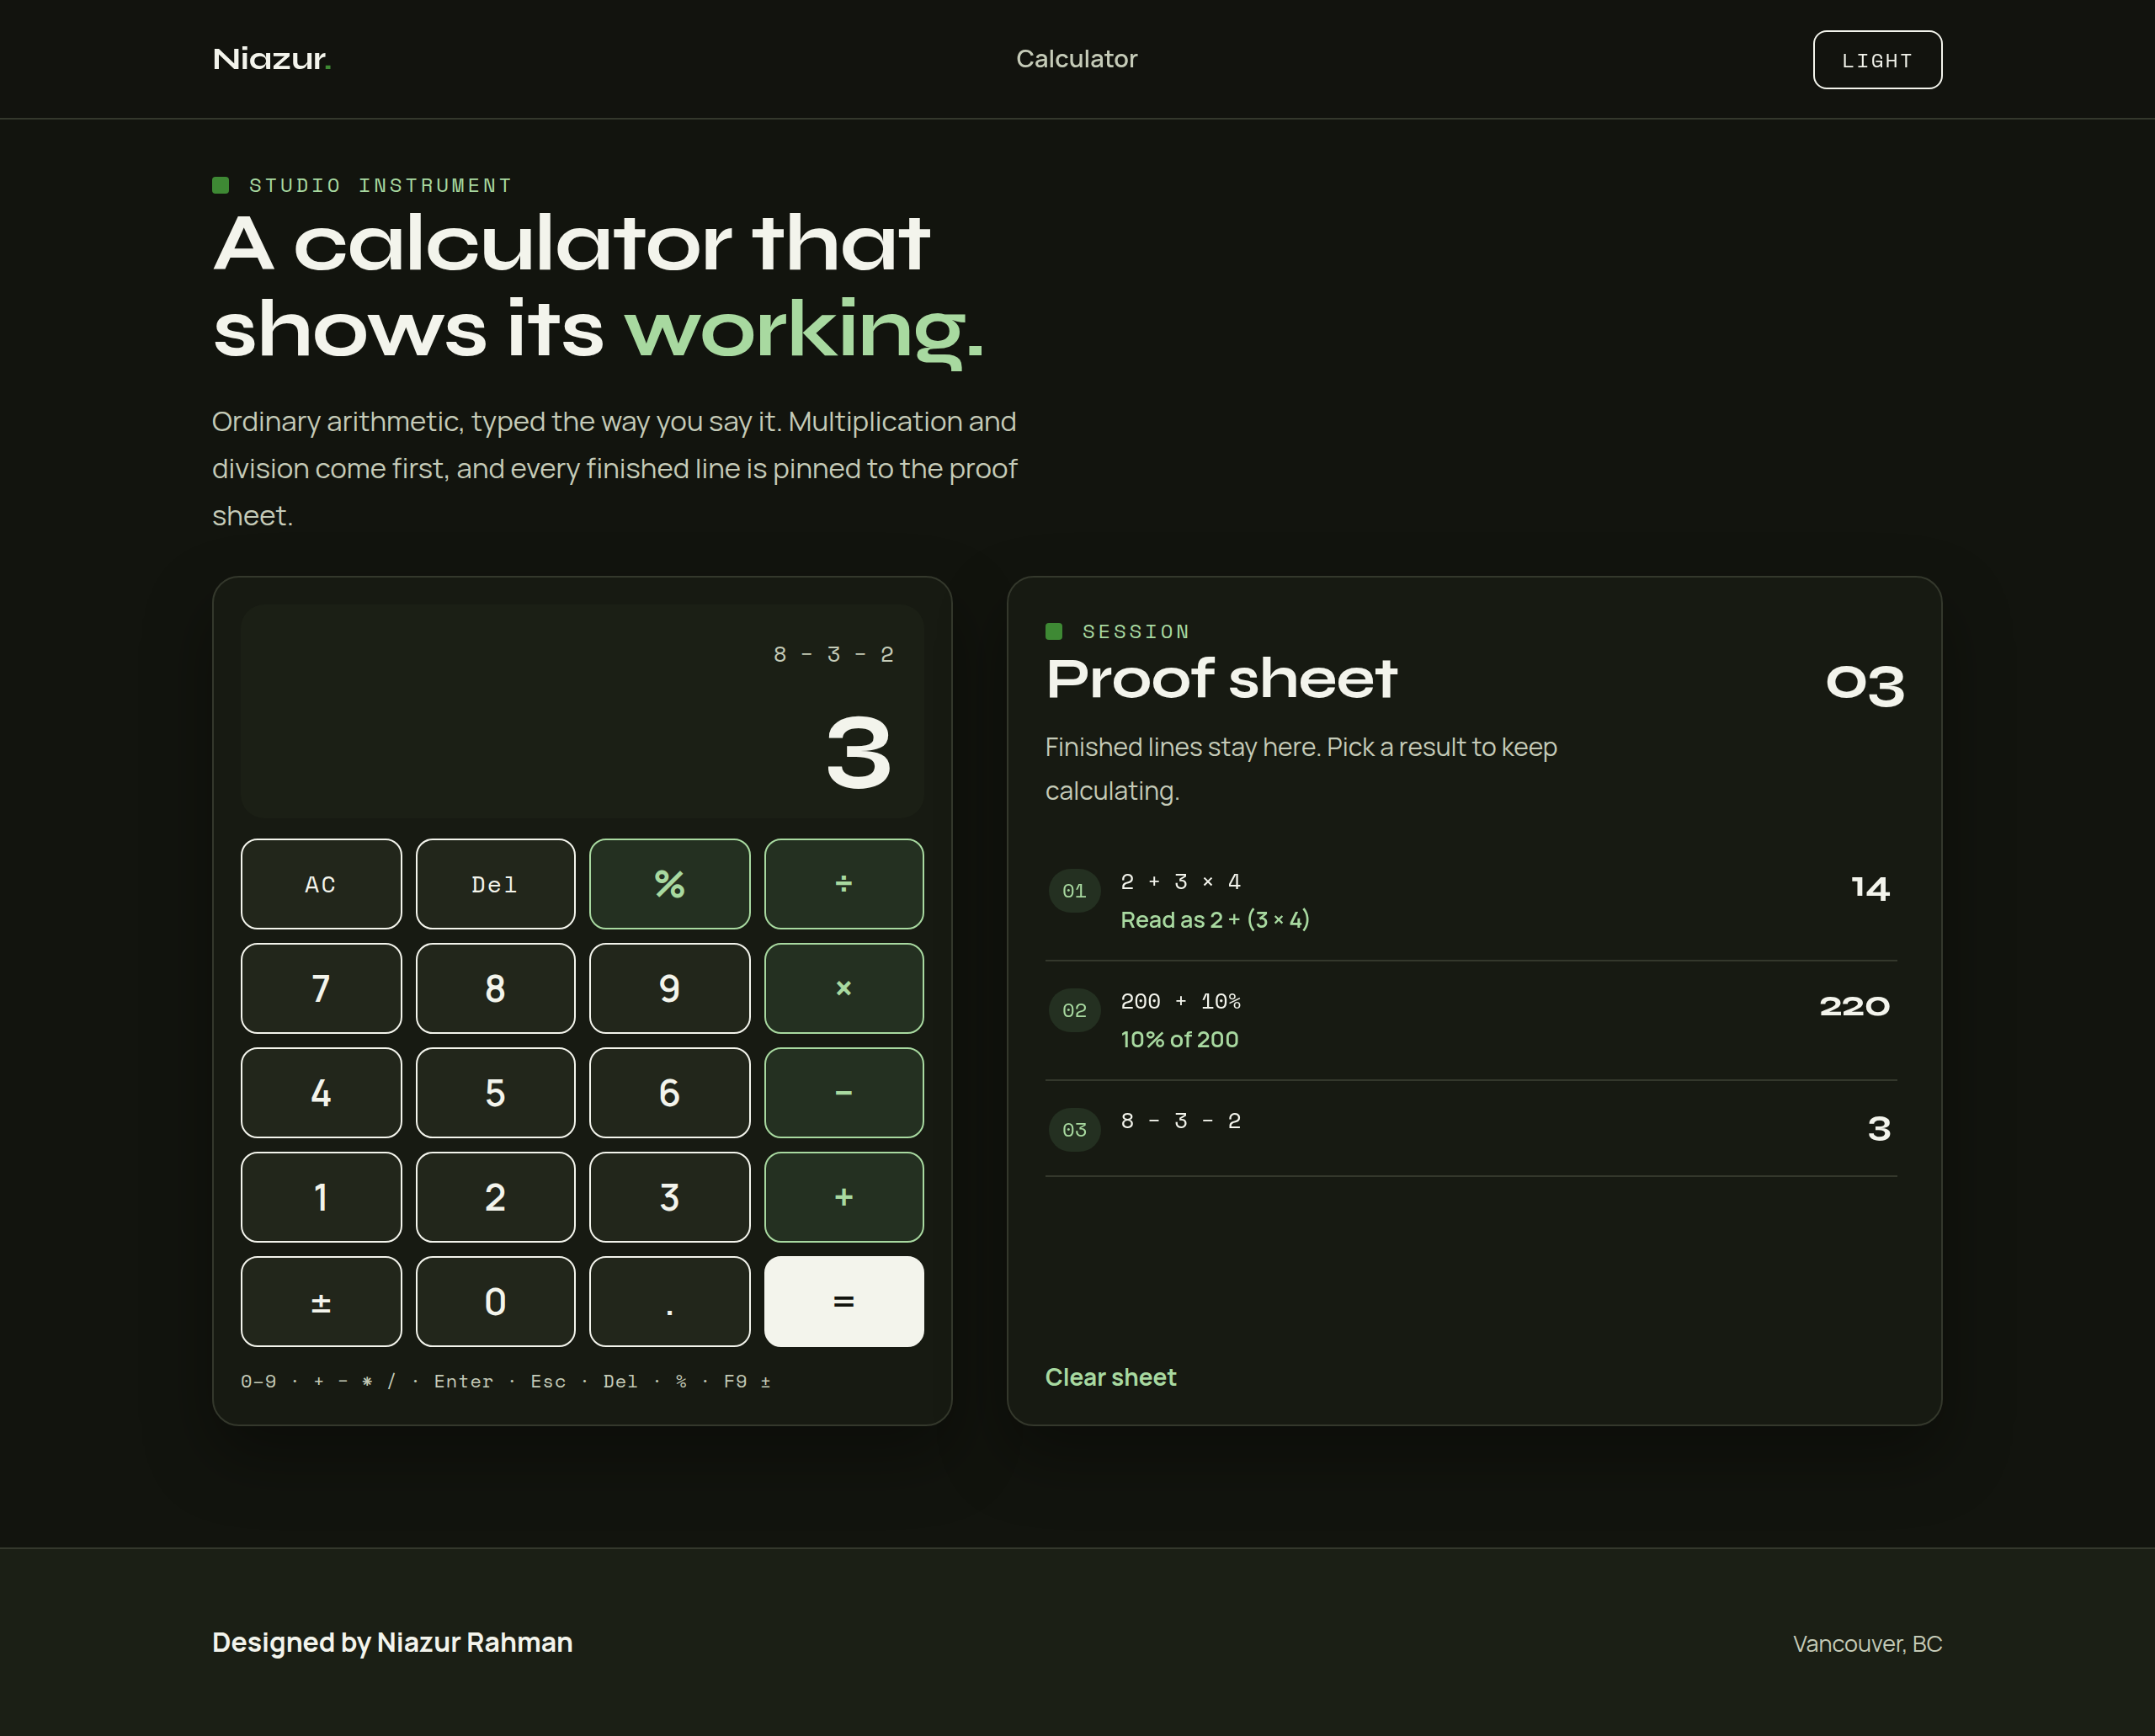 Niazur.
Calculator
LIGHT
STUDIO INSTRUMENT
A calculator that
shows its working.
Ordinary arithmetic, typed the way you say it. Multiplication and
division come first, and every finished line is pinned to the proof
sheet.
8 − 3 − 2
3
AC Del % ÷
7 8 9 ×
4 5 6 −
1 2 3 +
± 0 . =
0–9 · + − * / · Enter · Esc · Del · % · F9 ±
SESSION
Proof sheet
03
Finished lines stay here. Pick a result to keep
calculating.
01 2 + 3 × 4 14
Read as 2 + (3 × 4)
02 200 + 10% 220
10% of 200
03 8 − 3 − 2 3
Clear sheet
Designed by Niazur Rahman
Vancouver, BC